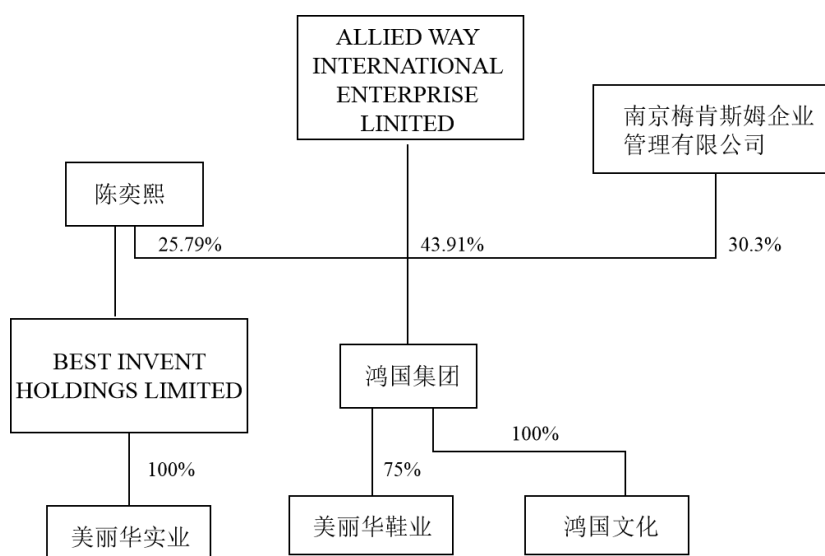 ALLIED WAY
INTERNATIONAL
ENTERPRISE
LINITED
南京梅肯斯姆企业
管理有限公司
陈奕熙
25.79%
43.91%
30.3%
BEST INVENT
HOLDINGS LIMITED
鸿国集团
100%
75%
100%
美丽华实业
美丽华鞋业
鸿国文化